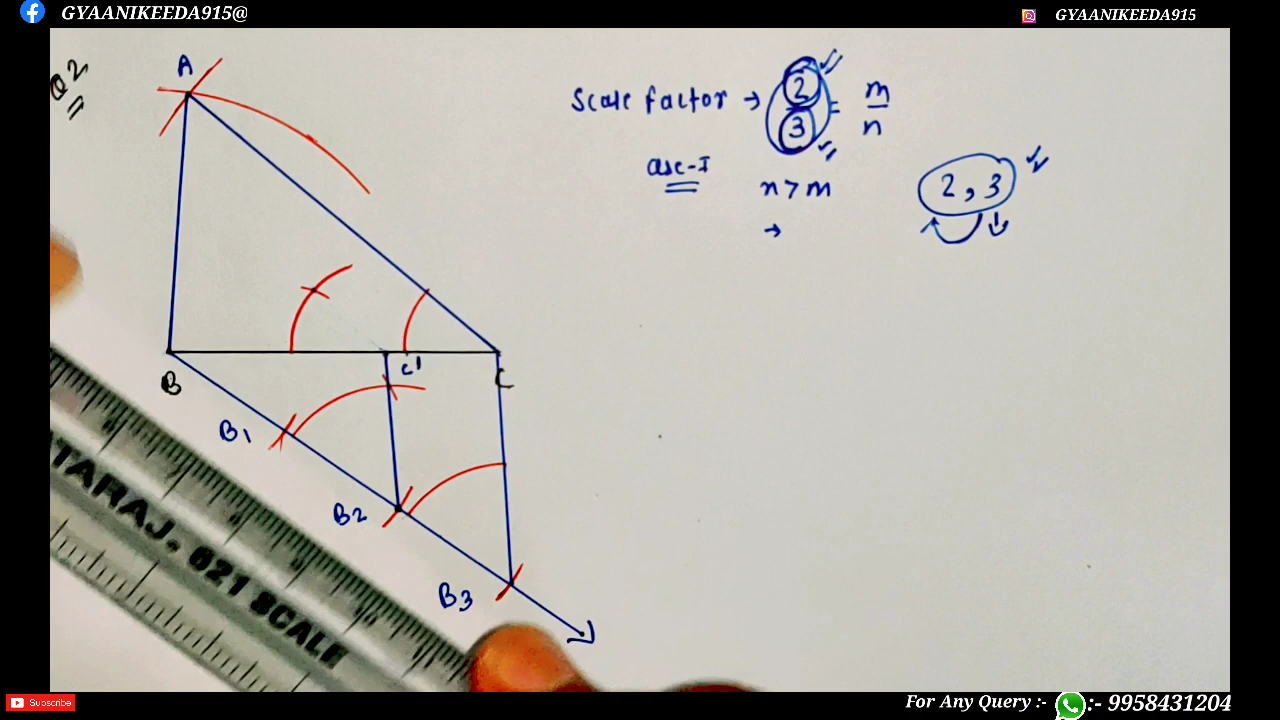 GYAANIKEEDA915@
GYAANIKEEDA915
Q2
A
Scale factor → 2/3 = m/n
case-I n > m
→
2, 3
B
C'
C
B1
B2
B3
TARAJ. 621 SCALE
Subscribe
For Any Query :- :- 9958431204